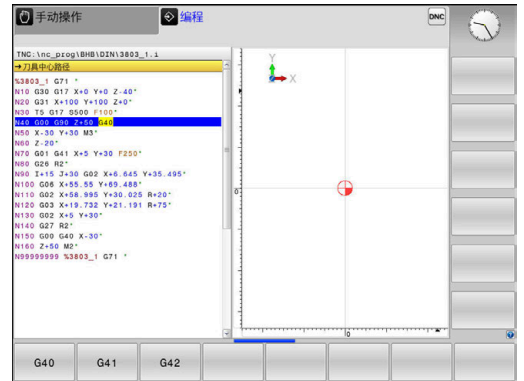 手动操作
编程
DNC
TNC:\nc_prog\BHB\DIN\3803_1.i
→刀具中心路径
%3803_1 G71 *
N10 G30 G17 X+0 Y+0 Z-40*
N20 G31 X+100 Y+100 Z+0*
N30 T5 G17 S500 F100*
N40 G00 G90 Z+50 G40
N50 X-30 Y+30 M3*
N60 Z-20*
N70 G01 G41 X+5 Y+30 F250*
N80 G26 R2*
N90 I+15 J+30 G02 X+6.645 Y+35.495*
N100 G06 X+55.55 Y+69.488*
N110 G02 X+58.995 Y+30.025 R+20*
N120 G03 X+19.732 Y+21.191 R+75*
N130 G02 X+5 Y+30*
N140 G27 R2*
N150 G00 G40 X-30*
N160 Z+50 M2*
N99999999 %3803_1 G71 *
Y
X
0
0
G40
G41
G42